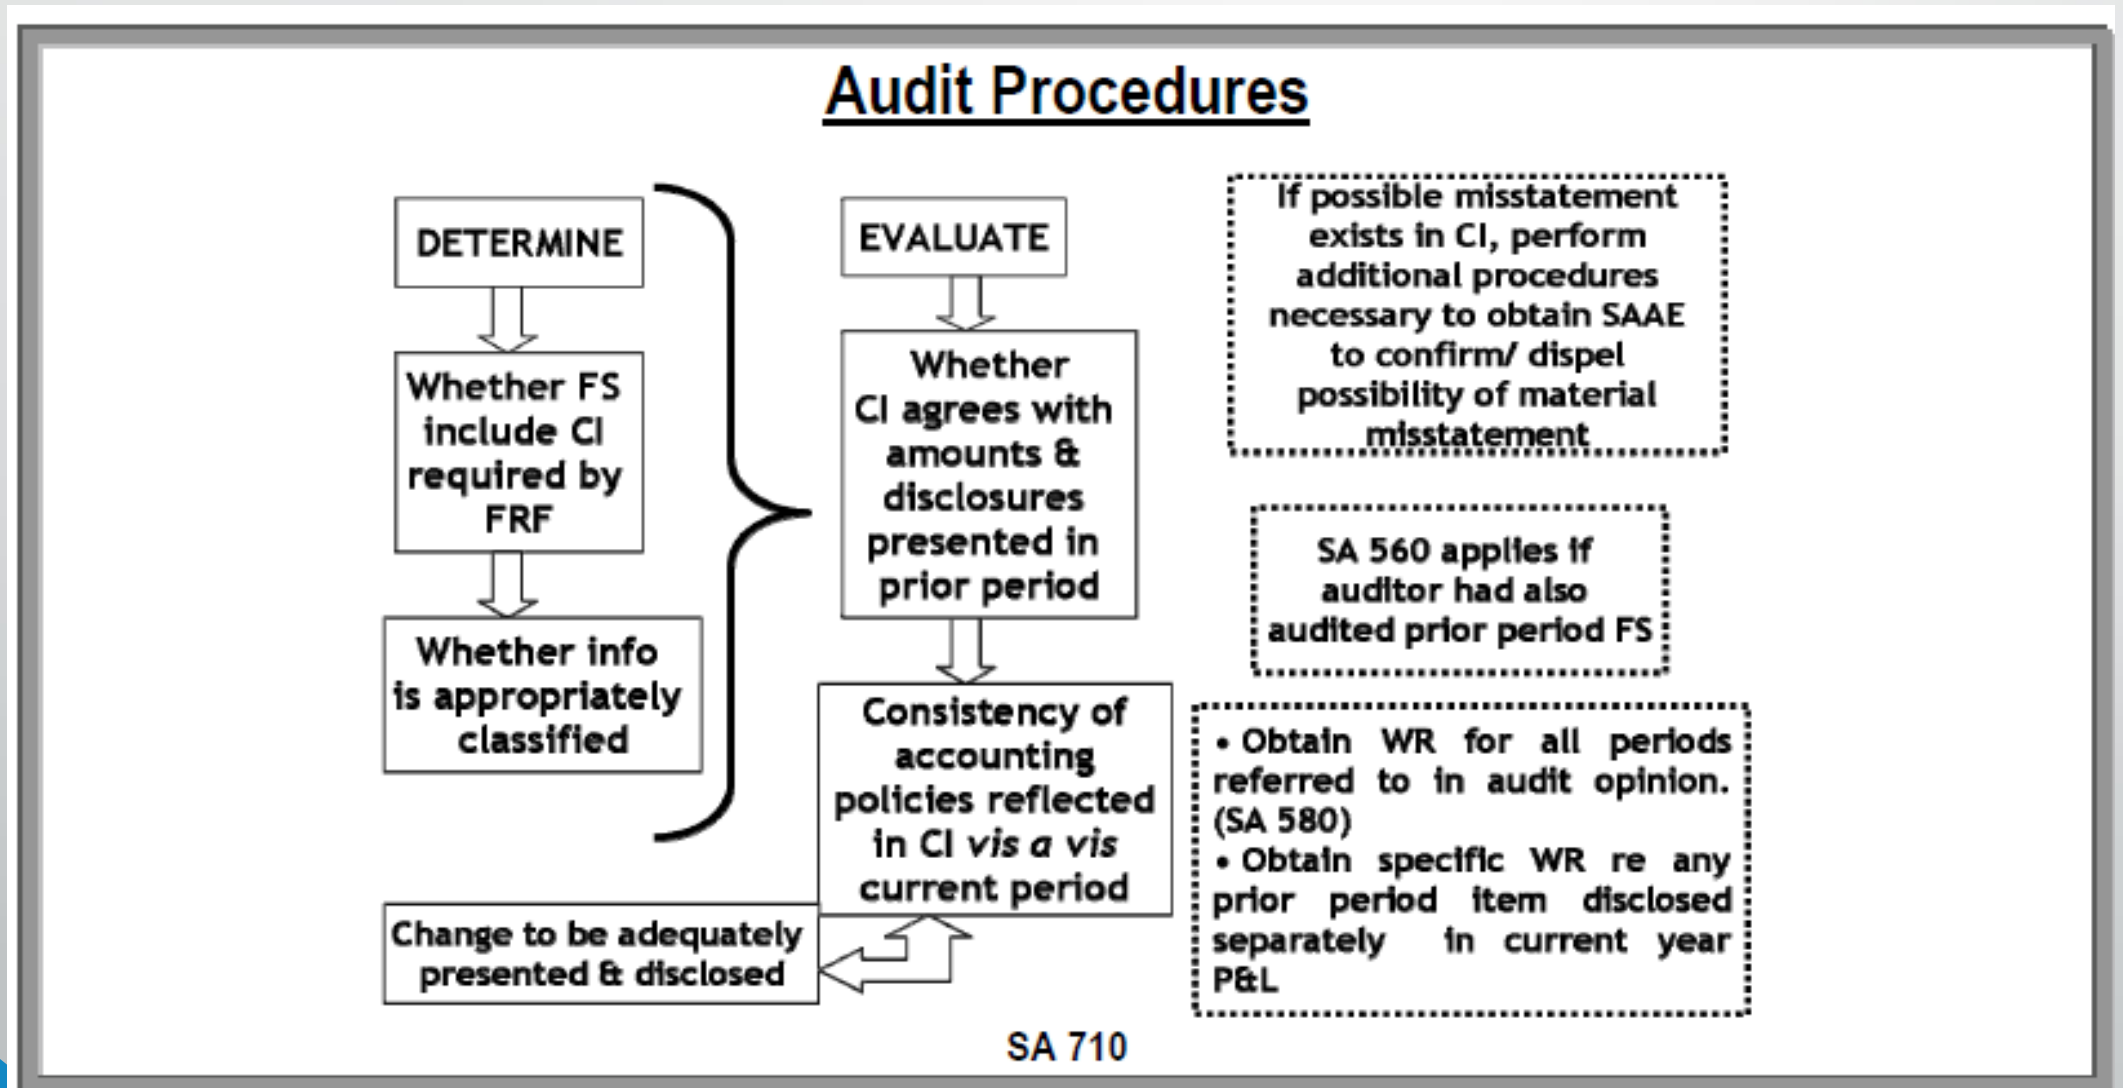 Audit Procedures
DETERMINE
Whether FS
include CI
required by
FRF
Whether info
is appropriately
classified
EVALUATE
Whether
CI agrees with
amounts &
disclosures
presented in
prior period
Consistency of
accounting
policies reflected
in CI vis a vis
current period
Change to be adequately
presented & disclosed
If possible misstatement
exists in CI, perform
additional procedures
necessary to obtain SAAE
to confirm/ dispel
possibility of material
misstatement
SA 560 applies if
auditor had also
audited prior period FS
• Obtain WR for all periods
referred to in audit opinion.
(SA 580)
• Obtain specific WR re any
prior period item disclosed
separately in current year
P&L
SA 710